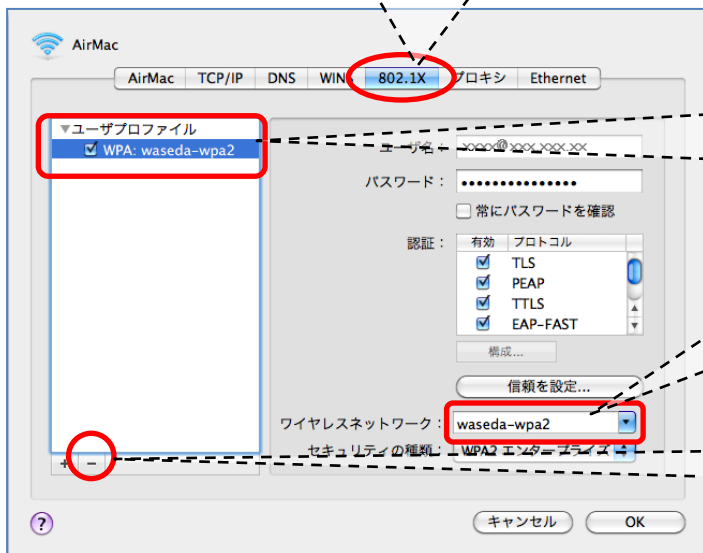 AirMac
AirMac TCP/IP DNS WINS 802.1X プロキシ Ethernet
ユーザプロファイル
WPA: waseda-wpa2
ユーザ名： xxxx@xxx.xxx.xx
パスワード： •••••••••••••••
常にパスワードを確認
認証： 有効 プロトコル
TLS
PEAP
TTLS
EAP-FAST
構成...
信頼を設定...
ワイヤレスネットワーク： waseda-wpa2
セキュリティの種類： WPA2 エンタープライズ
+ −
? キャンセル OK